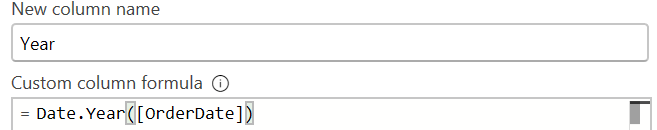 New column name
Year
Custom column formula
= Date.Year([OrderDate])